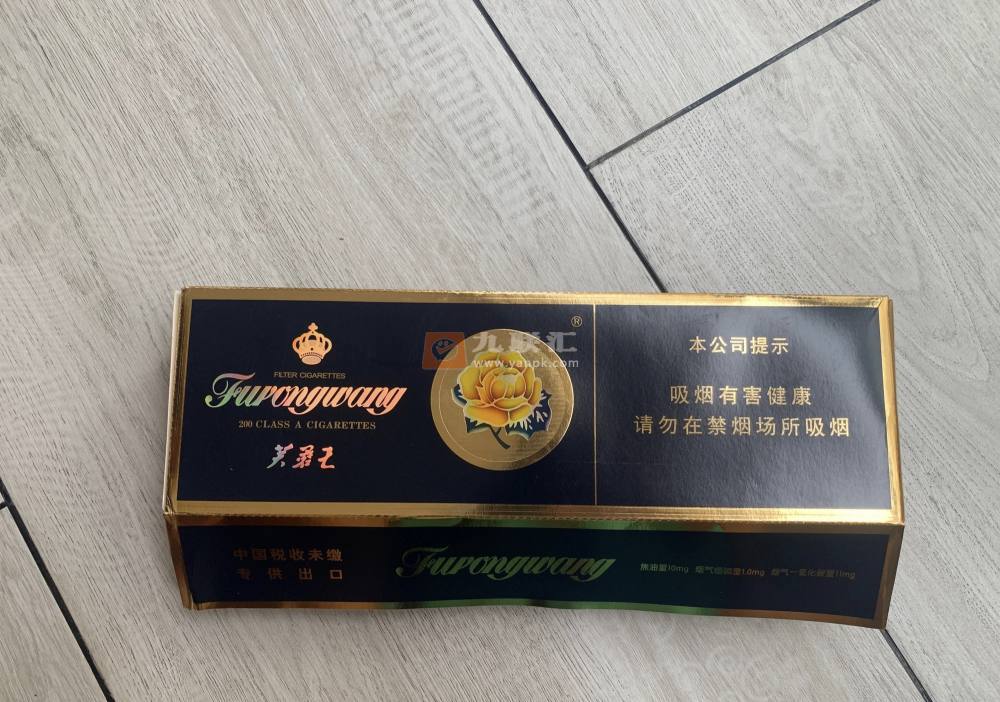 FILTER CIGARETTES
Furongwang
200 CLASS A CIGARETTES
芙蓉王
®
九联汇
www.yanpk.com
本公司提示
吸烟有害健康
请勿在禁烟场所吸烟
中国税收未缴
专供出口
Furongwang
焦油量10mg 烟气烟碱量1.0mg 烟气一氧化碳量11mg